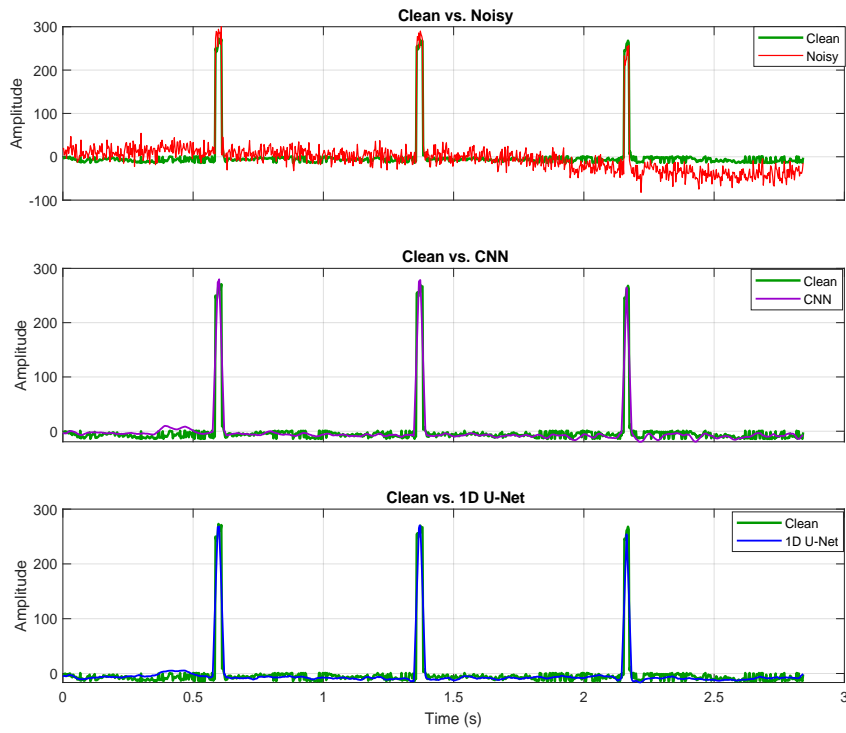 Clean vs. Noisy
Amplitude
300
200
100
0
-100
Clean
Noisy
Clean vs. CNN
Amplitude
300
200
100
0
Clean
CNN
Clean vs. 1D U-Net
Amplitude
300
200
100
0
Clean
1D U-Net
0 0.5 1 1.5 2 2.5 3
Time (s)